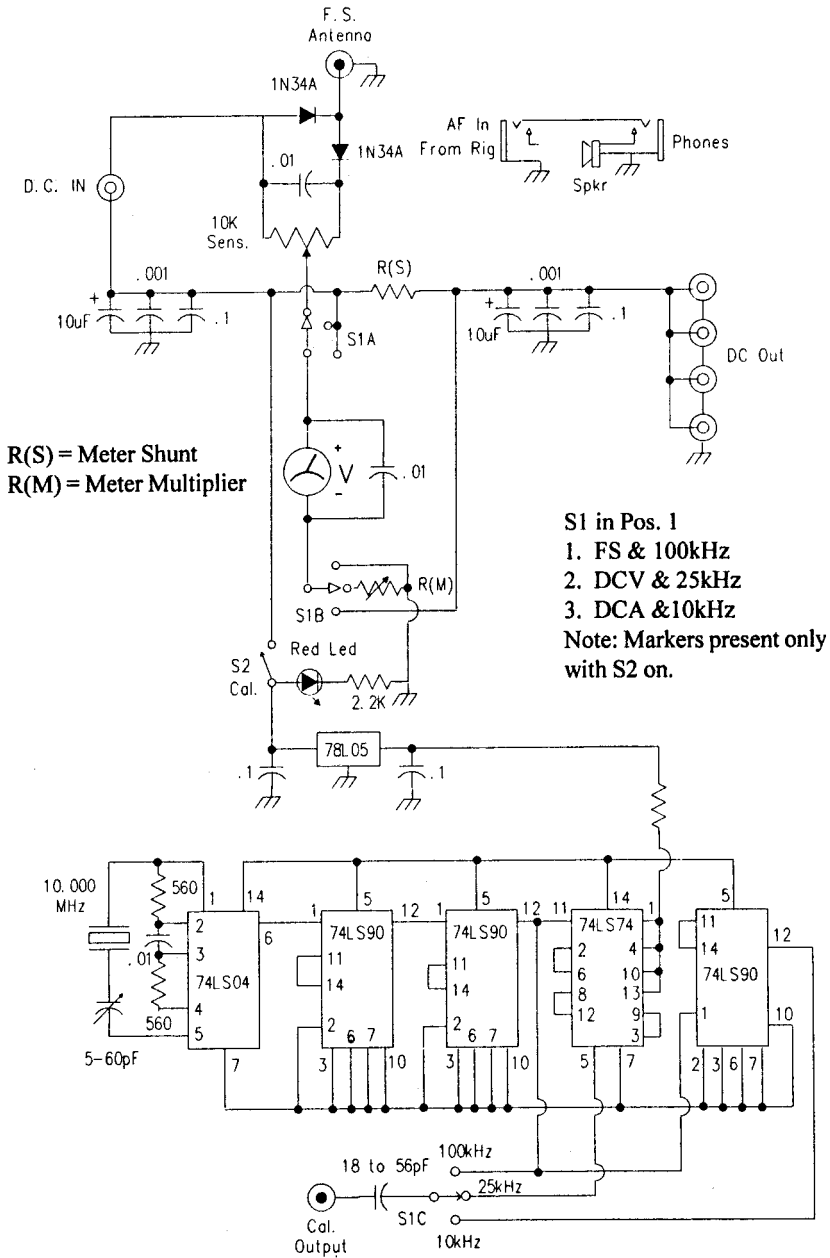 F.S.
Antenna
1N34A
AF In
From Rig
Phones
Spkr
1N34A
.01
D.C. IN
10K
Sens.
.001
R(S)
.001
+
10uF
.1
S1A
+
10uF
.1
DC Out
R(S) = Meter Shunt
R(M) = Meter Multiplier
+
V
-
.01
S1 in Pos. 1
1. FS & 100kHz
2. DCV & 25kHz
3. DCA &10kHz
Note: Markers present only
with S2 on.
R(M)
S1B
S2
Cal.
Red Led
2.2K
78L05
.1
.1
10.000
MHz
560
.01
560
5-60pF
1
14
2
3
4
5
6
7
74LS04
1
5
12
74LS90
11
14
2
6 7
3
10
1
5
12
74LS90
11
14
2
6 7
3
10
11
14
1
74LS74
2
4
6
10
8
13
12
9
3
5
7
5
11
14
12
74LS90
1
10
2 3 6 7
100kHz
18 to 56pF
25kHz
S1C
10kHz
Cal.
Output